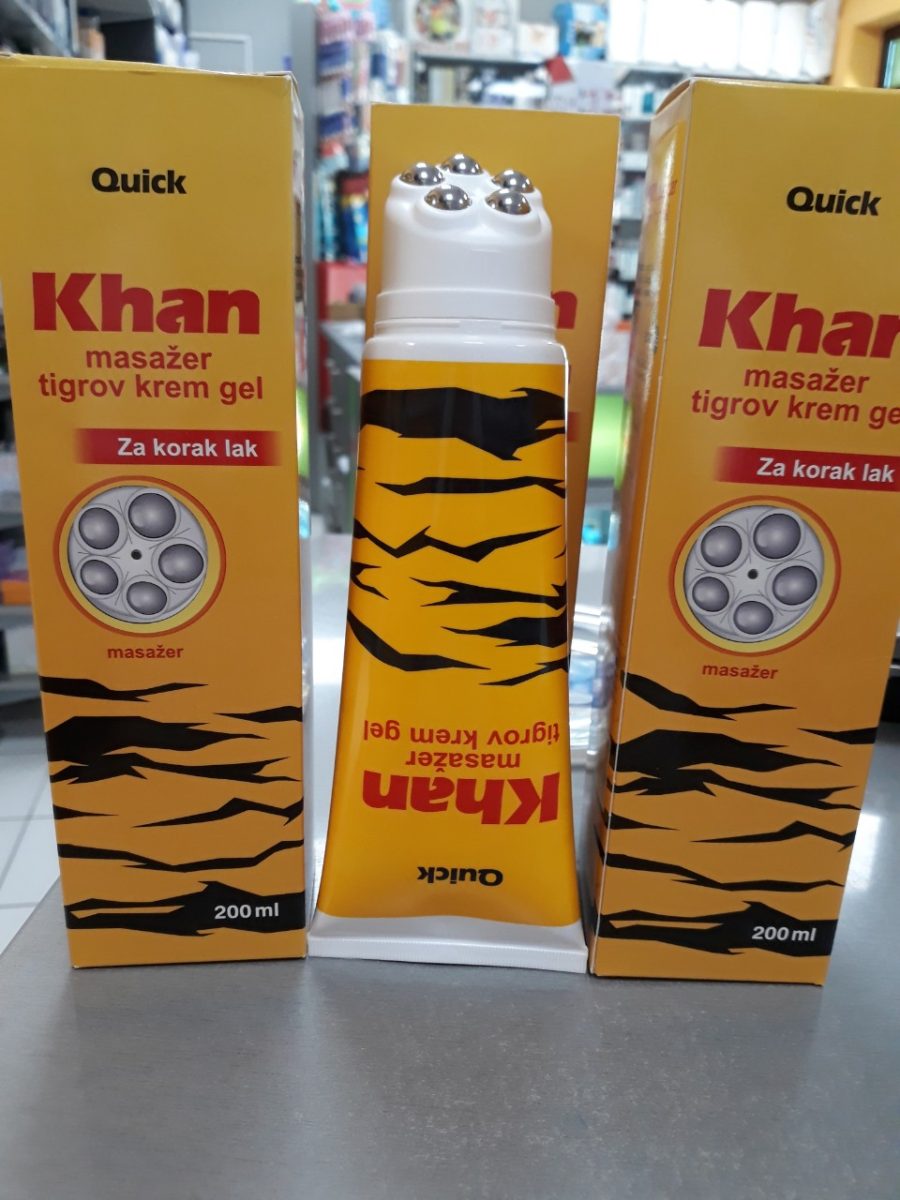 Quick
Khan
masažer
tigrov krem gel
Za korak lak
masažer
200 ml
Khan
masažer
tigrov krem gel
Quick
n
Quick
Khan
masažer
tigrov krem ge
Za korak lak
masažer
200 ml